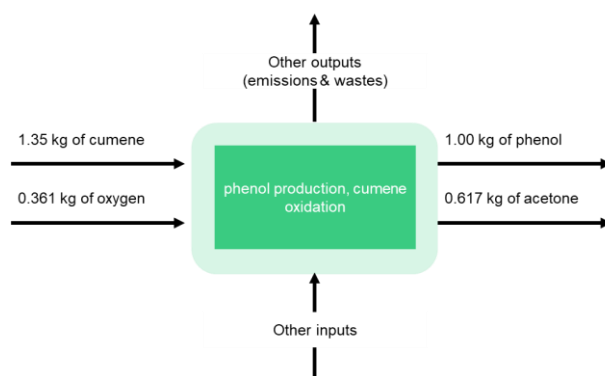 Other outputs
(emissions & wastes)
1.35 kg of cumene
1.00 kg of phenol
phenol production, cumene
oxidation
0.361 kg of oxygen
0.617 kg of acetone
Other inputs